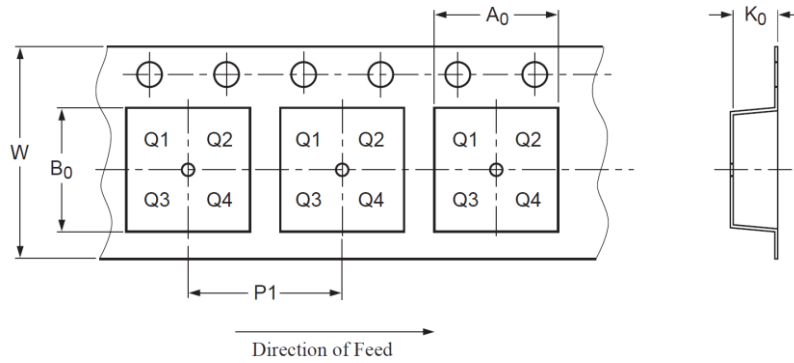 A0
K0
W
B0
Q1 Q2 Q1 Q2 Q1 Q2
Q3 Q4 Q3 Q4 Q3 Q4
P1
Direction of Feed